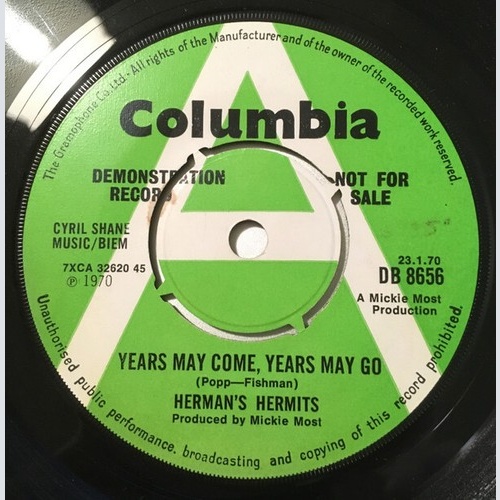 The Gramophone Co. Ltd.- All rights of the Manufacturer and of the owner of the recorded work reserved.
Columbia
DEMONSTRATION
RECORD
NOT FOR
SALE
CYRIL SHANE
MUSIC/BIEM
7XCA 32620 45
℗ 1970
23.1.70
DB 8656
A Mickie Most
Production
YEARS MAY COME, YEARS MAY GO
(Popp—Fishman)
HERMAN'S HERMITS
Produced by Mickie Most
Unauthorised public performance, broadcasting and copying of this record prohibited.